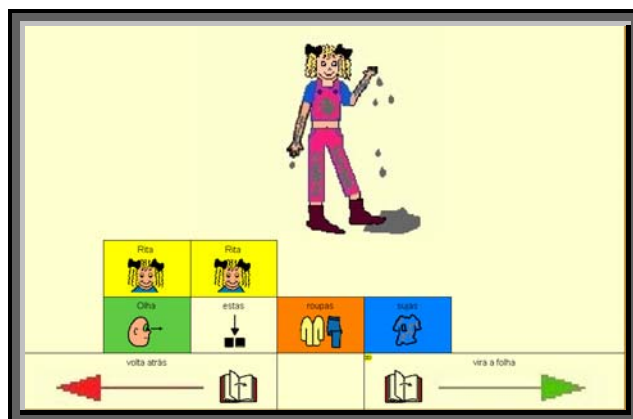 Rita Rita
Olha estas roupas sujas
volta atrás vira a folha